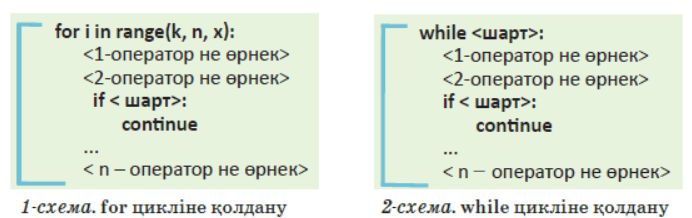 for i in range(k, n, x):
<1-оператор не өрнек>
<2-оператор не өрнек>
if < шарт>:
continue
...
< n – оператор не өрнек>
1-схема. for цикліне қолдану
while <шарт>:
<1-оператор не өрнек>
<2-оператор не өрнек>
if < шарт>:
continue
...
< n – оператор не өрнек>
2-схема. while цикліне қолдану